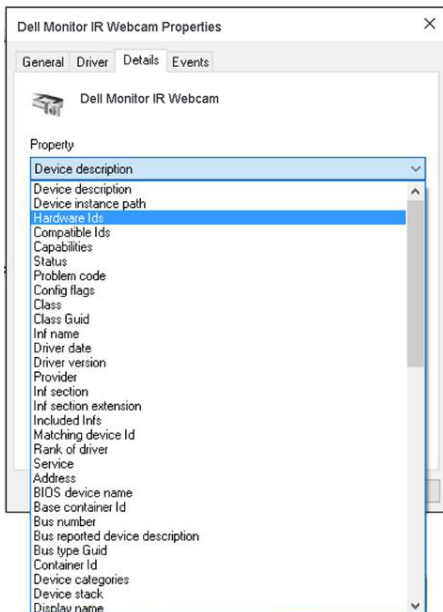 Dell Monitor IR Webcam Properties
General Driver Details Events
Dell Monitor IR Webcam
Property
Device description
Device description
Device instance path
Hardware Ids
Compatible Ids
Capabilities
Status
Problem code
Config flags
Class
Class Guid
Inf name
Driver date
Driver version
Provider
Inf section
Inf section extension
Included Infs
Matching device Id
Rank of driver
Service
Address
BIOS device name
Base container Id
Bus number
Bus reported device description
Bus type Guid
Container Id
Device categories
Device stack
Display name